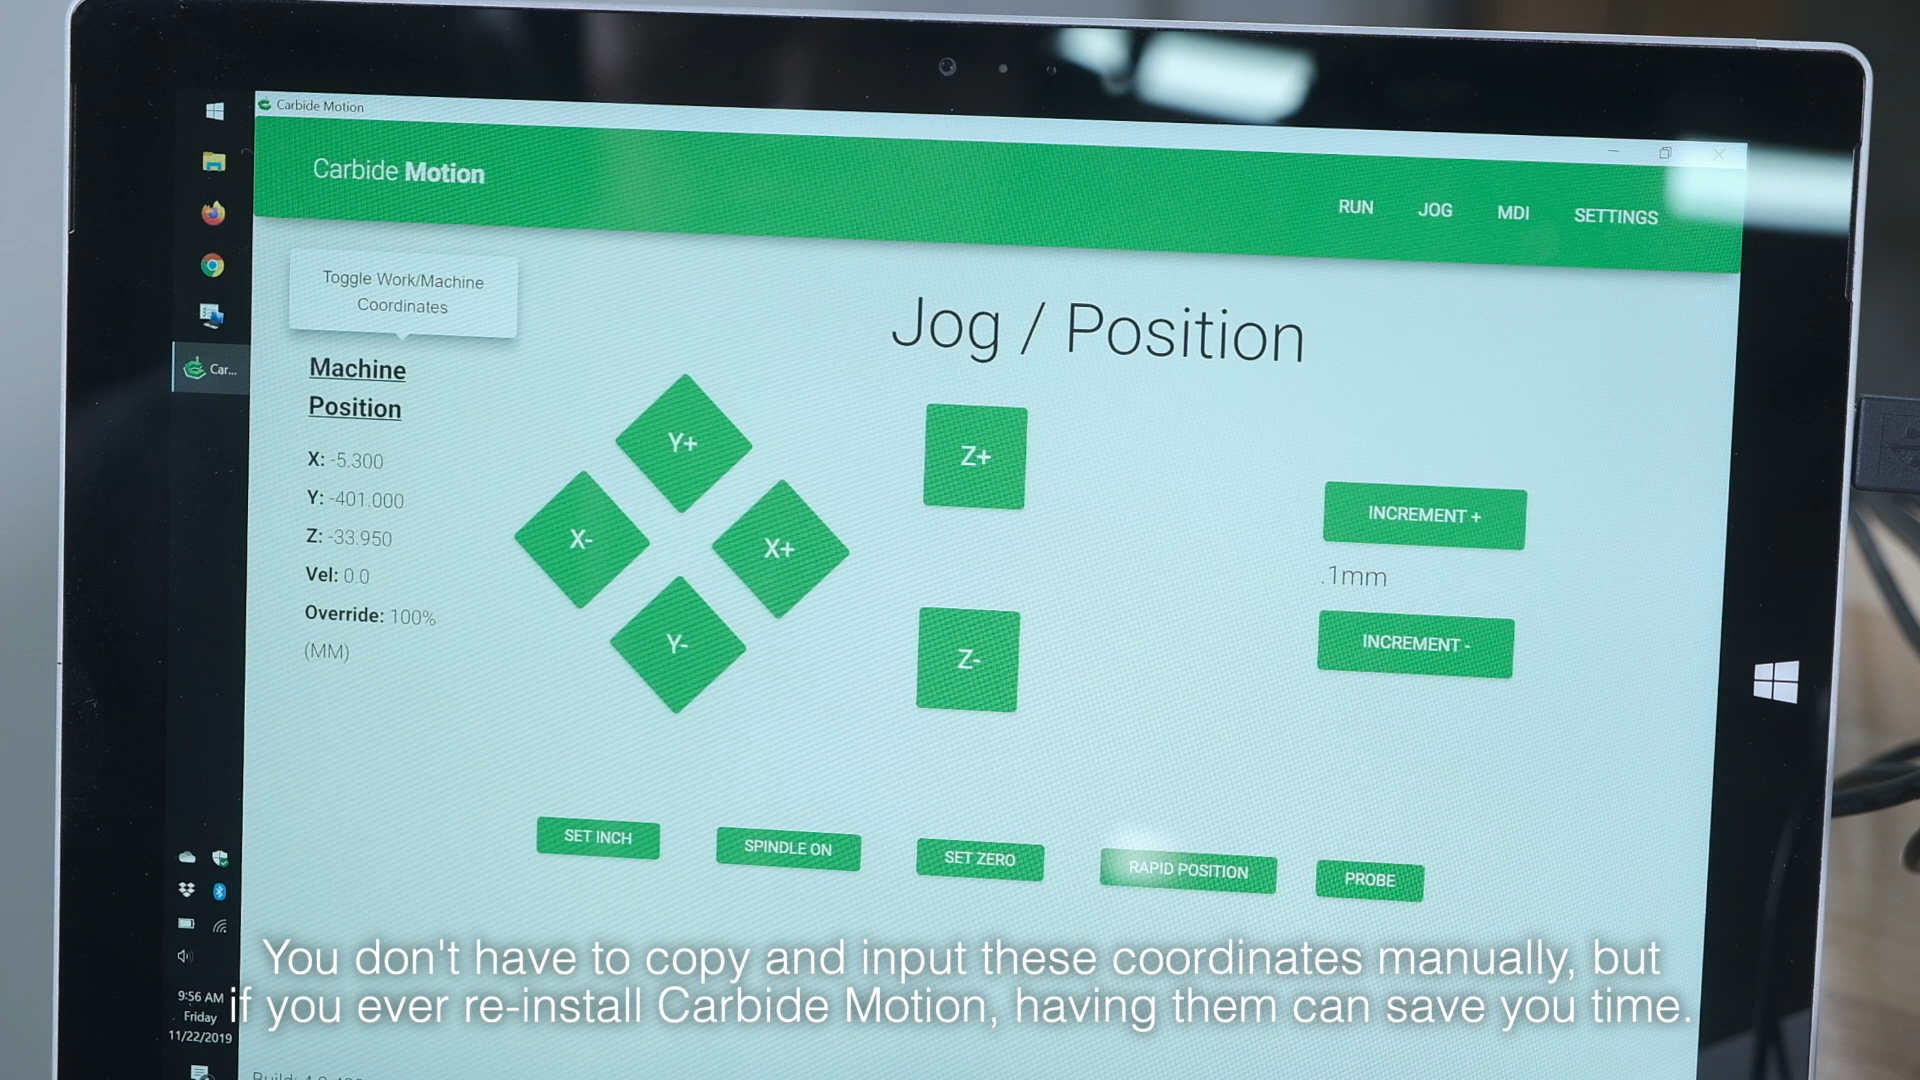 Carbide Motion
Carbide Motion
RUN JOG MDI SETTINGS
Toggle Work/Machine
Coordinates
Jog / Position
Machine
Position
X: -5.300
Y: -401.000
Z: -33.950
Vel: 0.0
Override: 100%
(MM)
Y+
X-
X+
Y-
Z+
Z-
INCREMENT +
.1mm
INCREMENT -
SET INCH
SPINDLE ON
SET ZERO
RAPID POSITION
PROBE
Car...
9:56 AM
Friday
11/22/2019
You don't have to copy and input these coordinates manually, but
if you ever re-install Carbide Motion, having them can save you time.